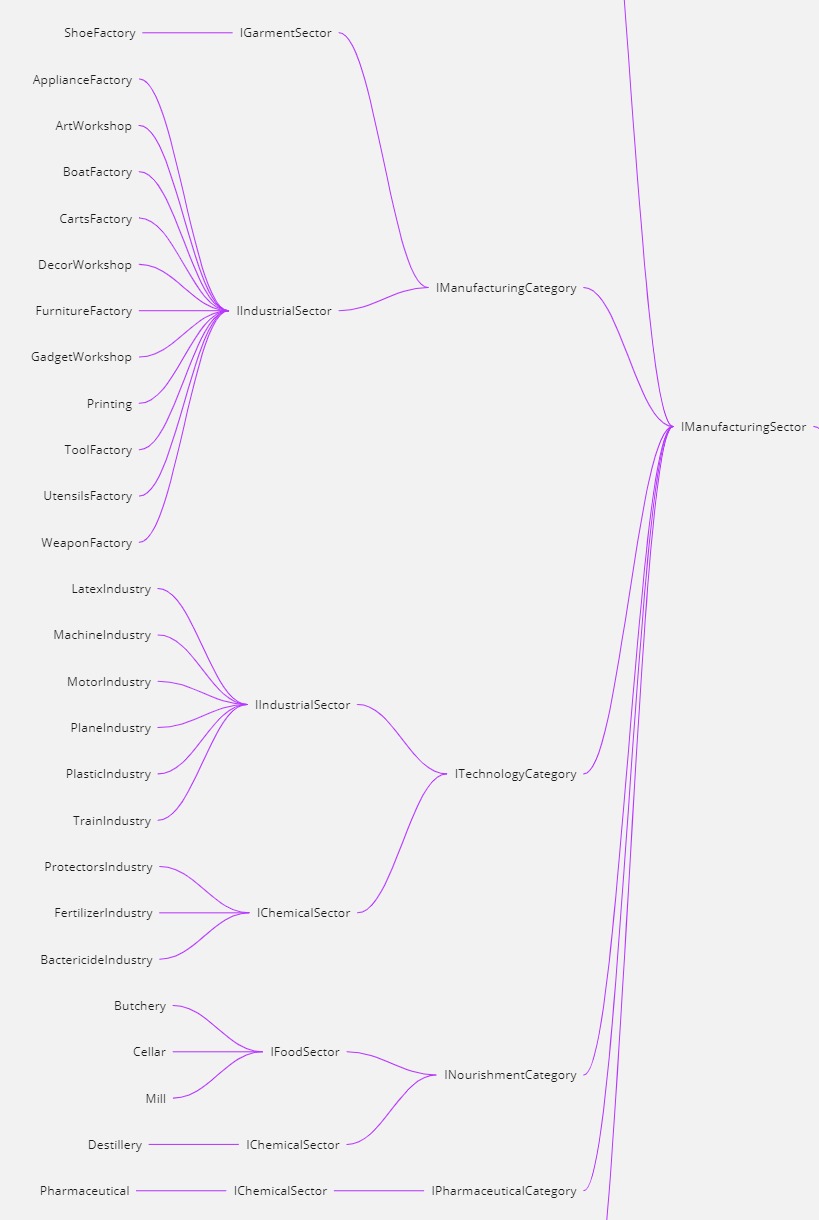 ShoeFactory IGarmentSector
ApplianceFactory
ArtWorkshop
BoatFactory
CartsFactory
DecorWorkshop
IManufacturingCategory
FurnitureFactory IIndustrialSector
GadgetWorkshop
Printing
IManufacturingSector
ToolFactory
UtensilsFactory
WeaponFactory
LatexIndustry
MachineIndustry
MotorIndustry
IIndustrialSector
PlaneIndustry
PlasticIndustry ITechnologyCategory
TrainIndustry
ProtectorsIndustry
FertilizerIndustry IChemicalSector
BactericideIndustry
Butchery
Cellar IFoodSector
INourishmentCategory
Mill
Destillery IChemicalSector
Pharmaceutical IChemicalSector IPharmaceuticalCategory